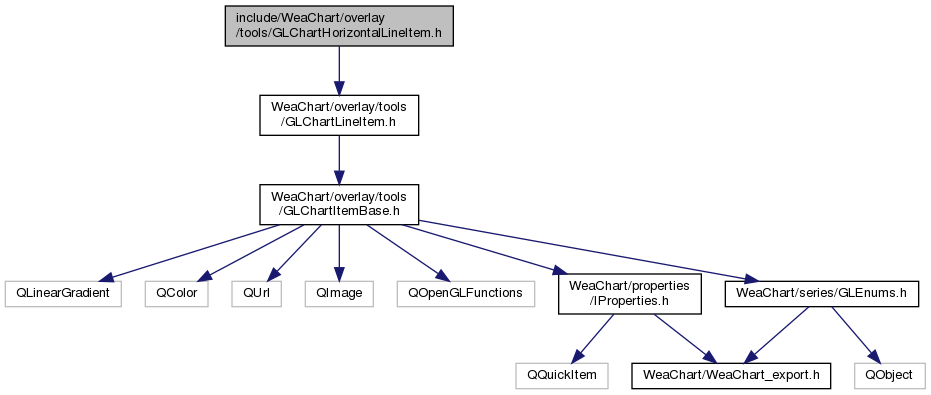 include/WeaChart/overlay
/tools/GLChartHorizontalLineItem.h
WeaChart/overlay/tools
/GLChartLineItem.h
WeaChart/overlay/tools
/GLChartItemBase.h
QLinearGradient
QColor
QUrl
QImage
QOpenGLFunctions
WeaChart/properties
/IProperties.h
WeaChart/series/GLEnums.h
QQuickItem
WeaChart/WeaChart_export.h
QObject